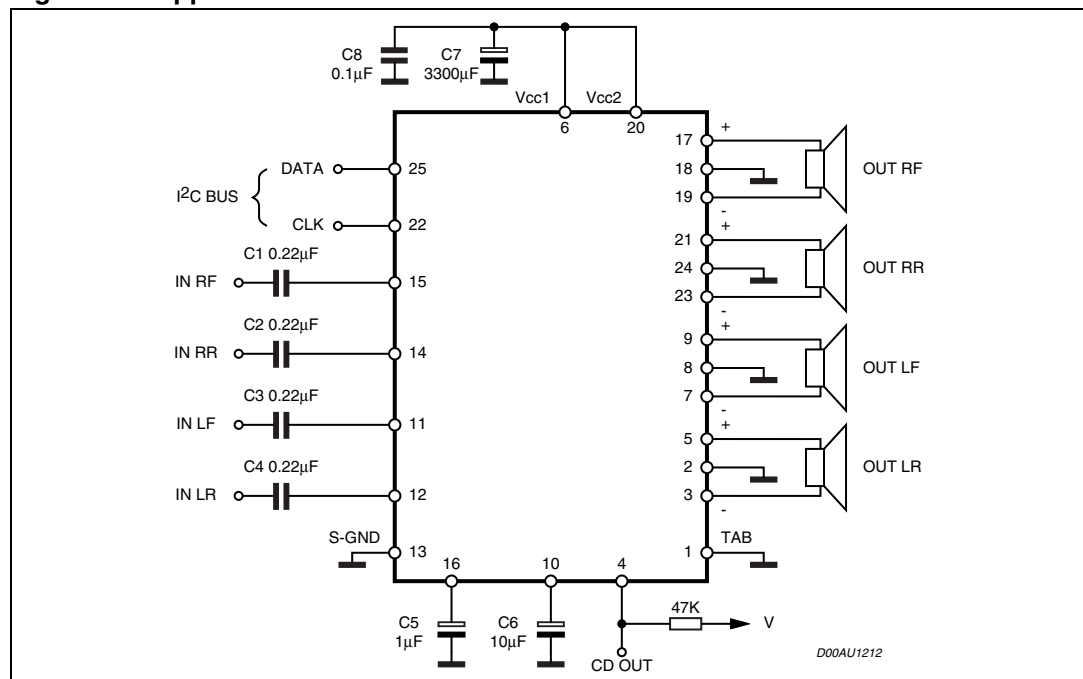 C8
0.1µF
C7
3300µF
Vcc1
Vcc2
6
20
I²C BUS
DATA
25
CLK
22
C1 0.22µF
IN RF
15
C2 0.22µF
IN RR
14
C3 0.22µF
IN LF
11
C4 0.22µF
IN LR
12
S-GND
13
17
+
18
19
-
OUT RF
+
21
24
23
-
OUT RR
+
9
8
7
-
OUT LF
+
5
2
3
-
OUT LR
1
TAB
16
10
4
C5
1µF
C6
10µF
47K
V
CD OUT
D00AU1212